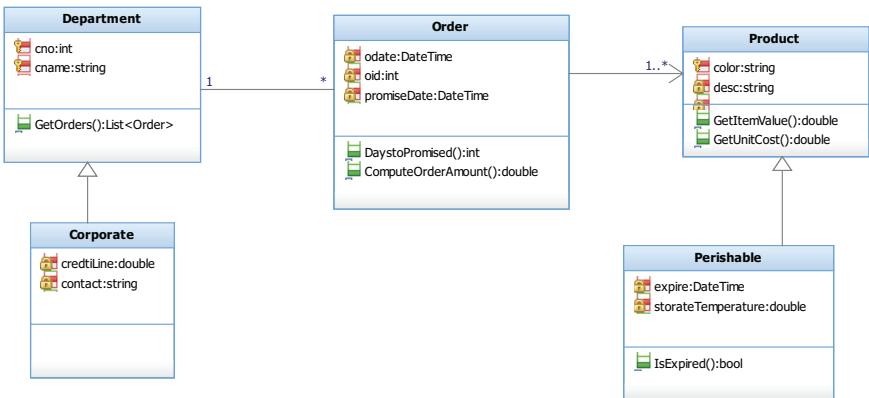 Department
cno:int
cname:string
GetOrders():List<Order>
1
*
Order
odate:DateTime
oid:int
promiseDate:DateTime
DaystoPromised():int
ComputeOrderAmount():double
1..*
Product
color:string
desc:string
GetItemValue():double
GetUnitCost():double
Corporate
credtiLine:double
contact:string
Perishable
expire:DateTime
storateTemperature:double
IsExpired():bool